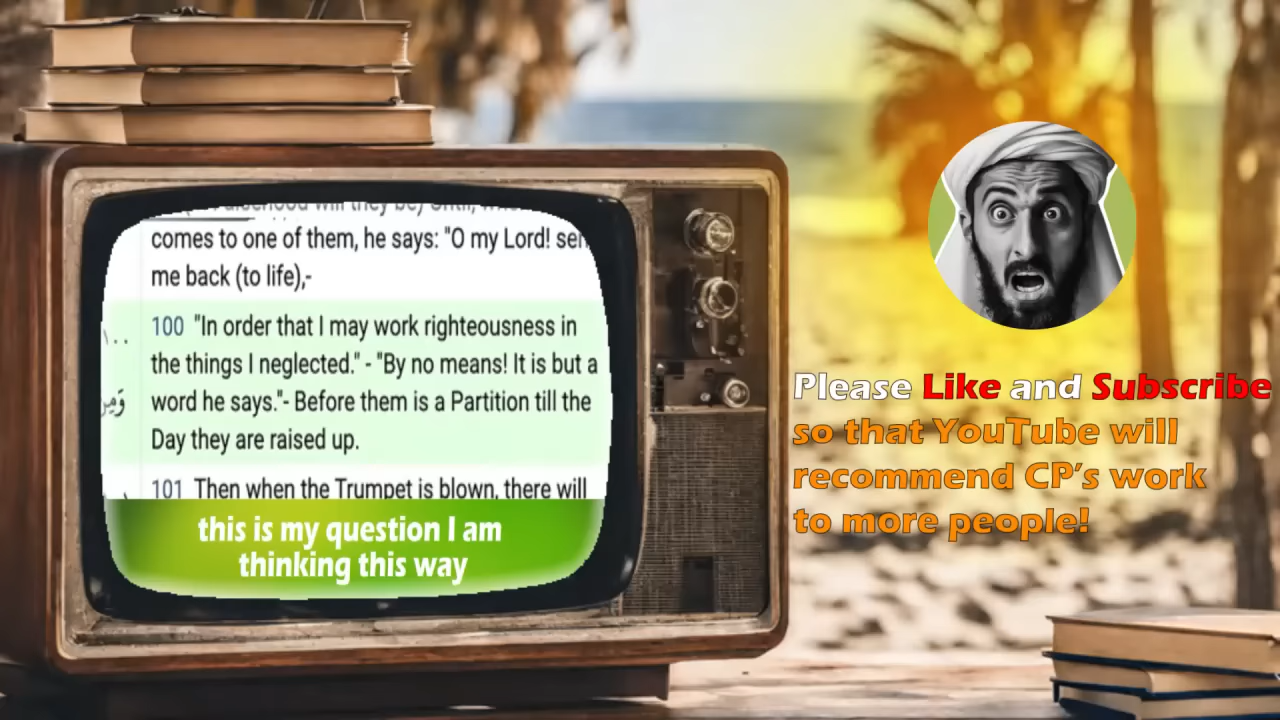 comes to one of them, he says: "O my Lord! sen
me back (to life),-
100 "In order that I may work righteousness in
the things I neglected." - "By no means! It is but a
word he says."- Before them is a Partition till the
Day they are raised up.
101 Then when the Trumpet is blown, there will
this is my question I am
thinking this way
Please Like and Subscribe
so that YouTube will
recommend CP's work
to more people!